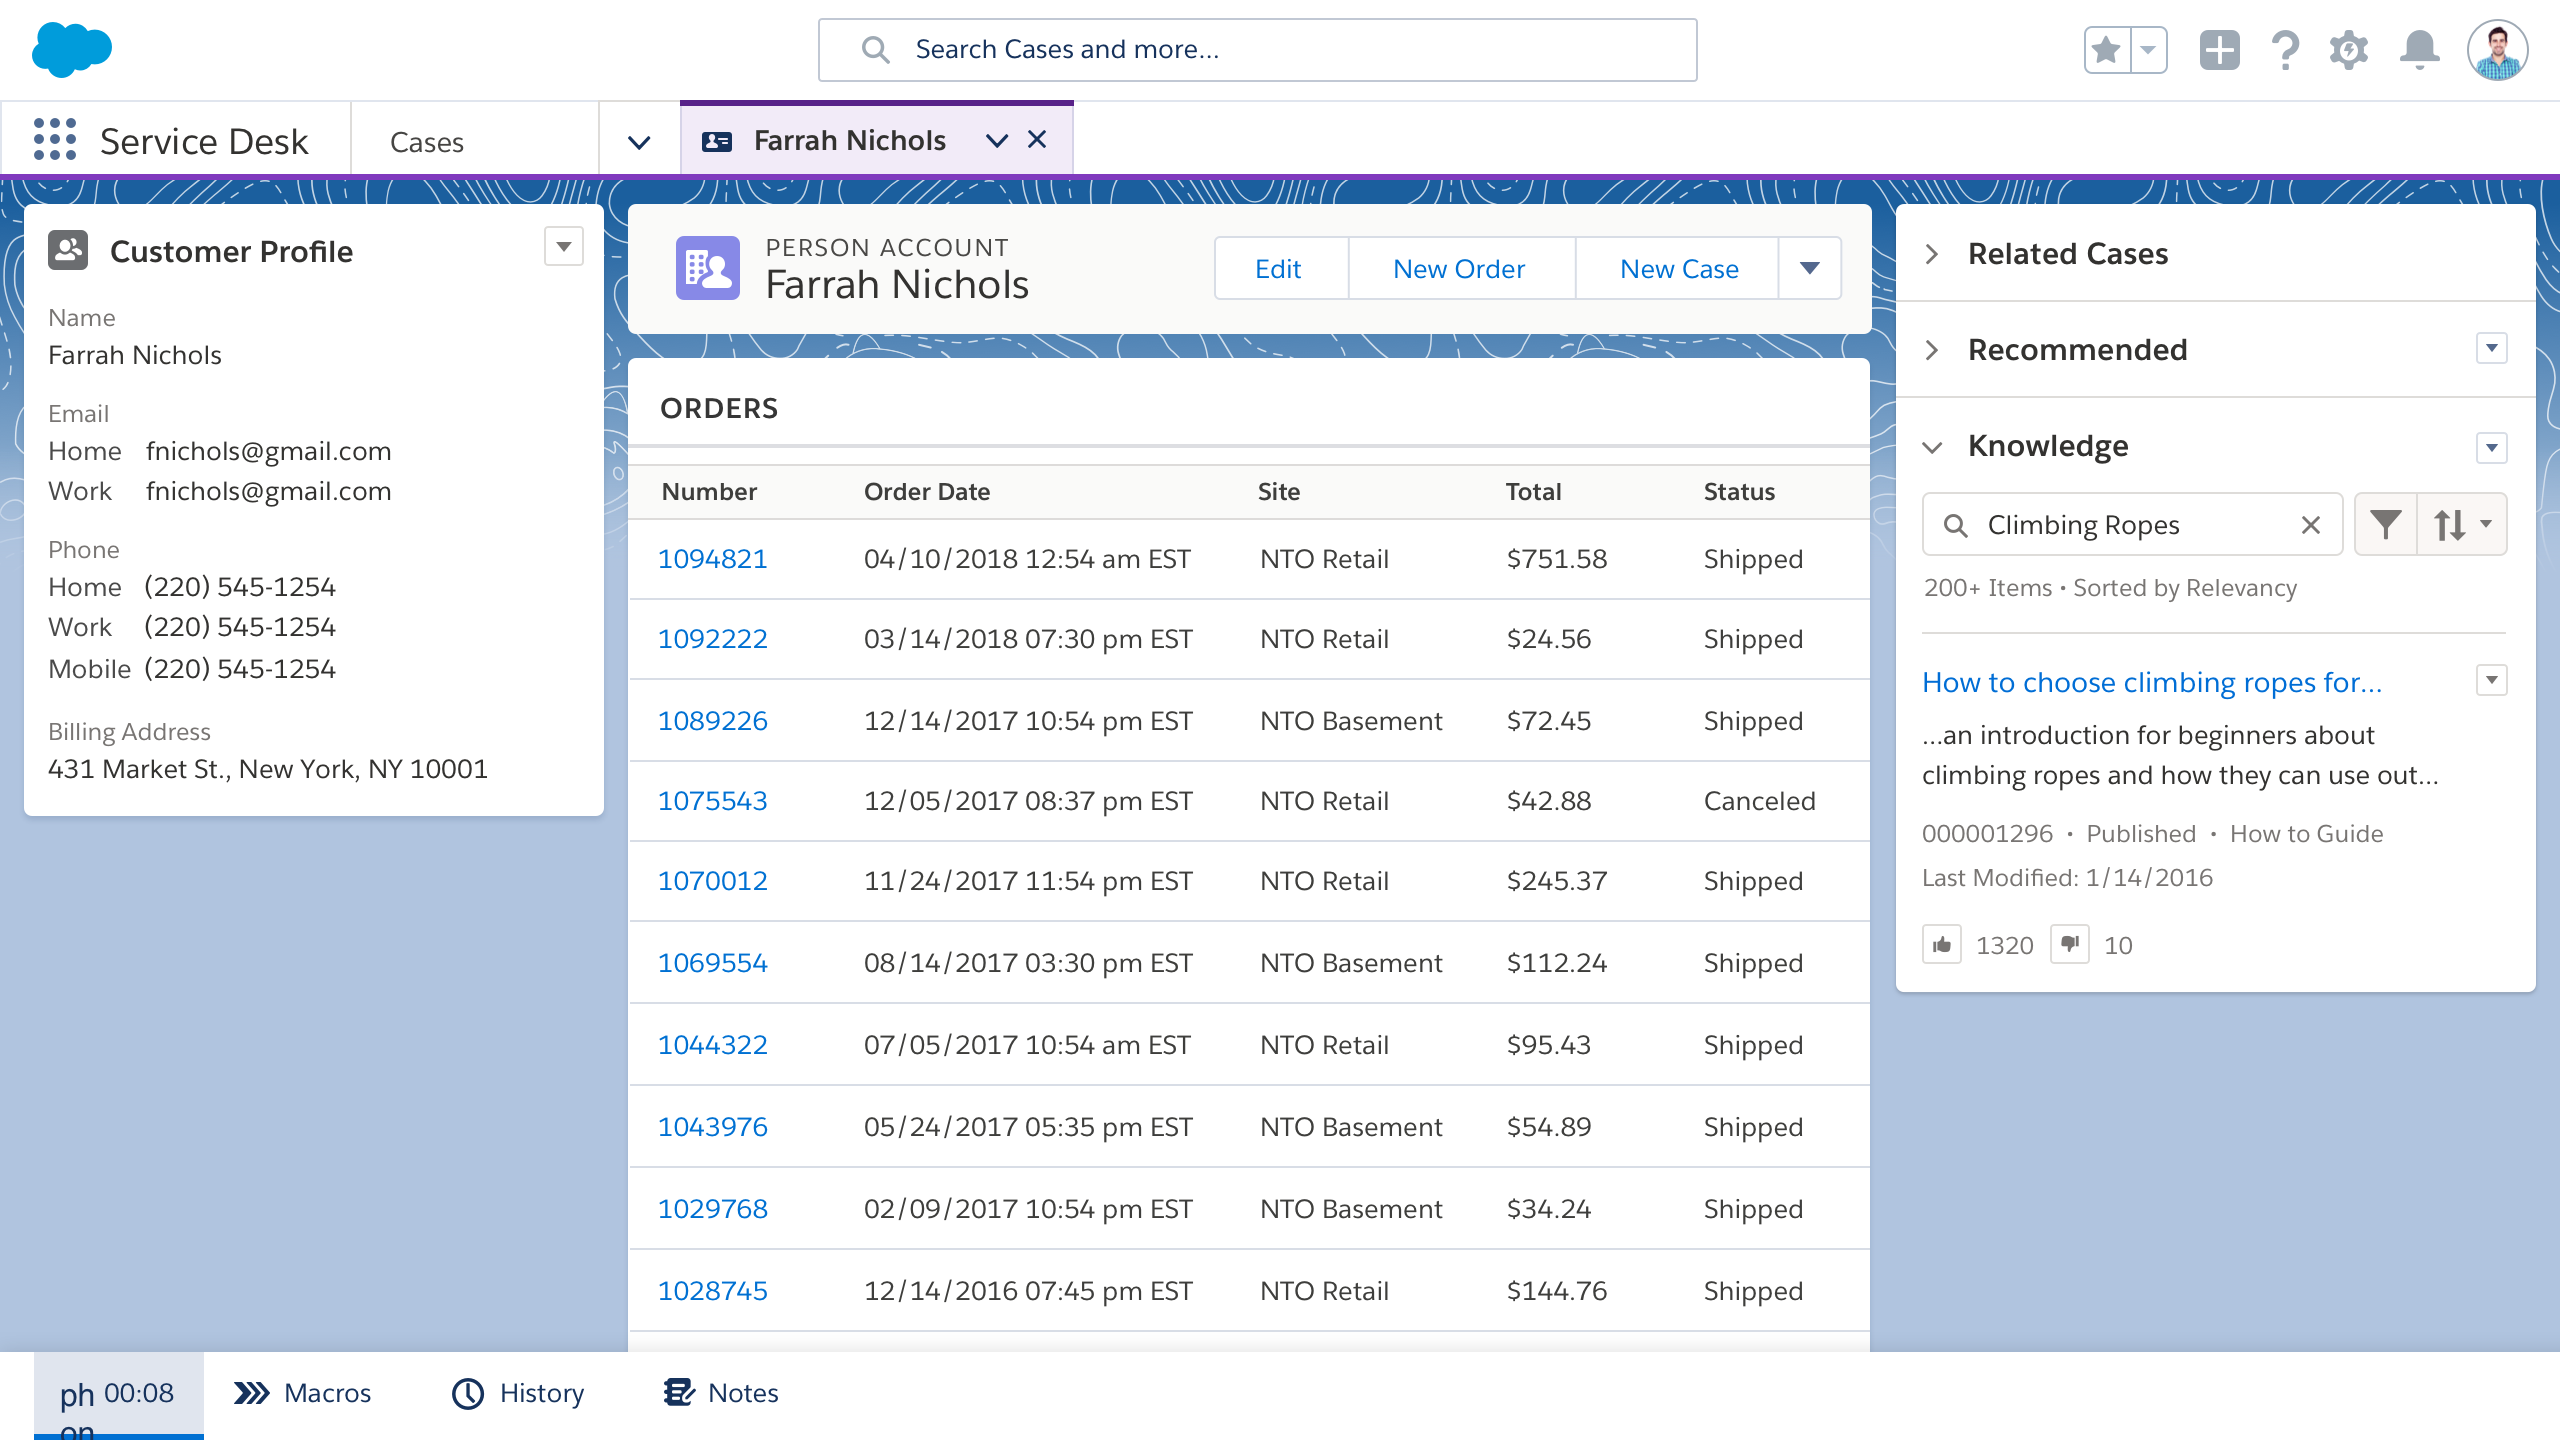 Search Cases and more...
Service Desk
Cases
Farrah Nichols
Customer Profile
Name
Farrah Nichols
Email
Home fnichols@gmail.com
Work fnichols@gmail.com
Phone
Home (220) 545-1254
Work (220) 545-1254
Mobile (220) 545-1254
Billing Address
431 Market St., New York, NY 10001
PERSON ACCOUNT
Farrah Nichols
Edit New Order New Case
ORDERS
Number Order Date Site Total Status
1094821 04/10/2018 12:54 am EST NTO Retail $751.58 Shipped
1092222 03/14/2018 07:30 pm EST NTO Retail $24.56 Shipped
1089226 12/14/2017 10:54 pm EST NTO Basement $72.45 Shipped
1075543 12/05/2017 08:37 pm EST NTO Retail $42.88 Canceled
1070012 11/24/2017 11:54 pm EST NTO Retail $245.37 Shipped
1069554 08/14/2017 03:30 pm EST NTO Basement $112.24 Shipped
1044322 07/05/2017 10:54 am EST NTO Retail $95.43 Shipped
1043976 05/24/2017 05:35 pm EST NTO Basement $54.89 Shipped
1029768 02/09/2017 10:54 pm EST NTO Basement $34.24 Shipped
1028745 12/14/2016 07:45 pm EST NTO Retail $144.76 Shipped
Related Cases
Recommended
Knowledge
Climbing Ropes
200+ Items • Sorted by Relevancy
How to choose climbing ropes for...
...an introduction for beginners about
climbing ropes and how they can use out...
000001296 • Published • How to Guide
Last Modified: 1/14/2016
1320 10
ph 00:08 Macros History Notes
on